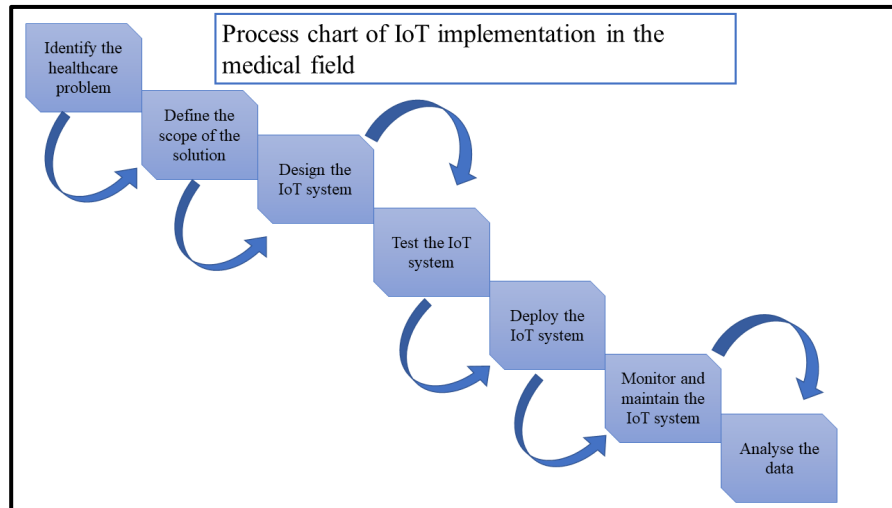 Process chart of IoT implementation in the
medical field
Identify the
healthcare
problem
Define the
scope of the
solution
Design the
IoT system
Test the IoT
system
Deploy the
IoT system
Monitor and
maintain the
IoT system
Analyse the
data